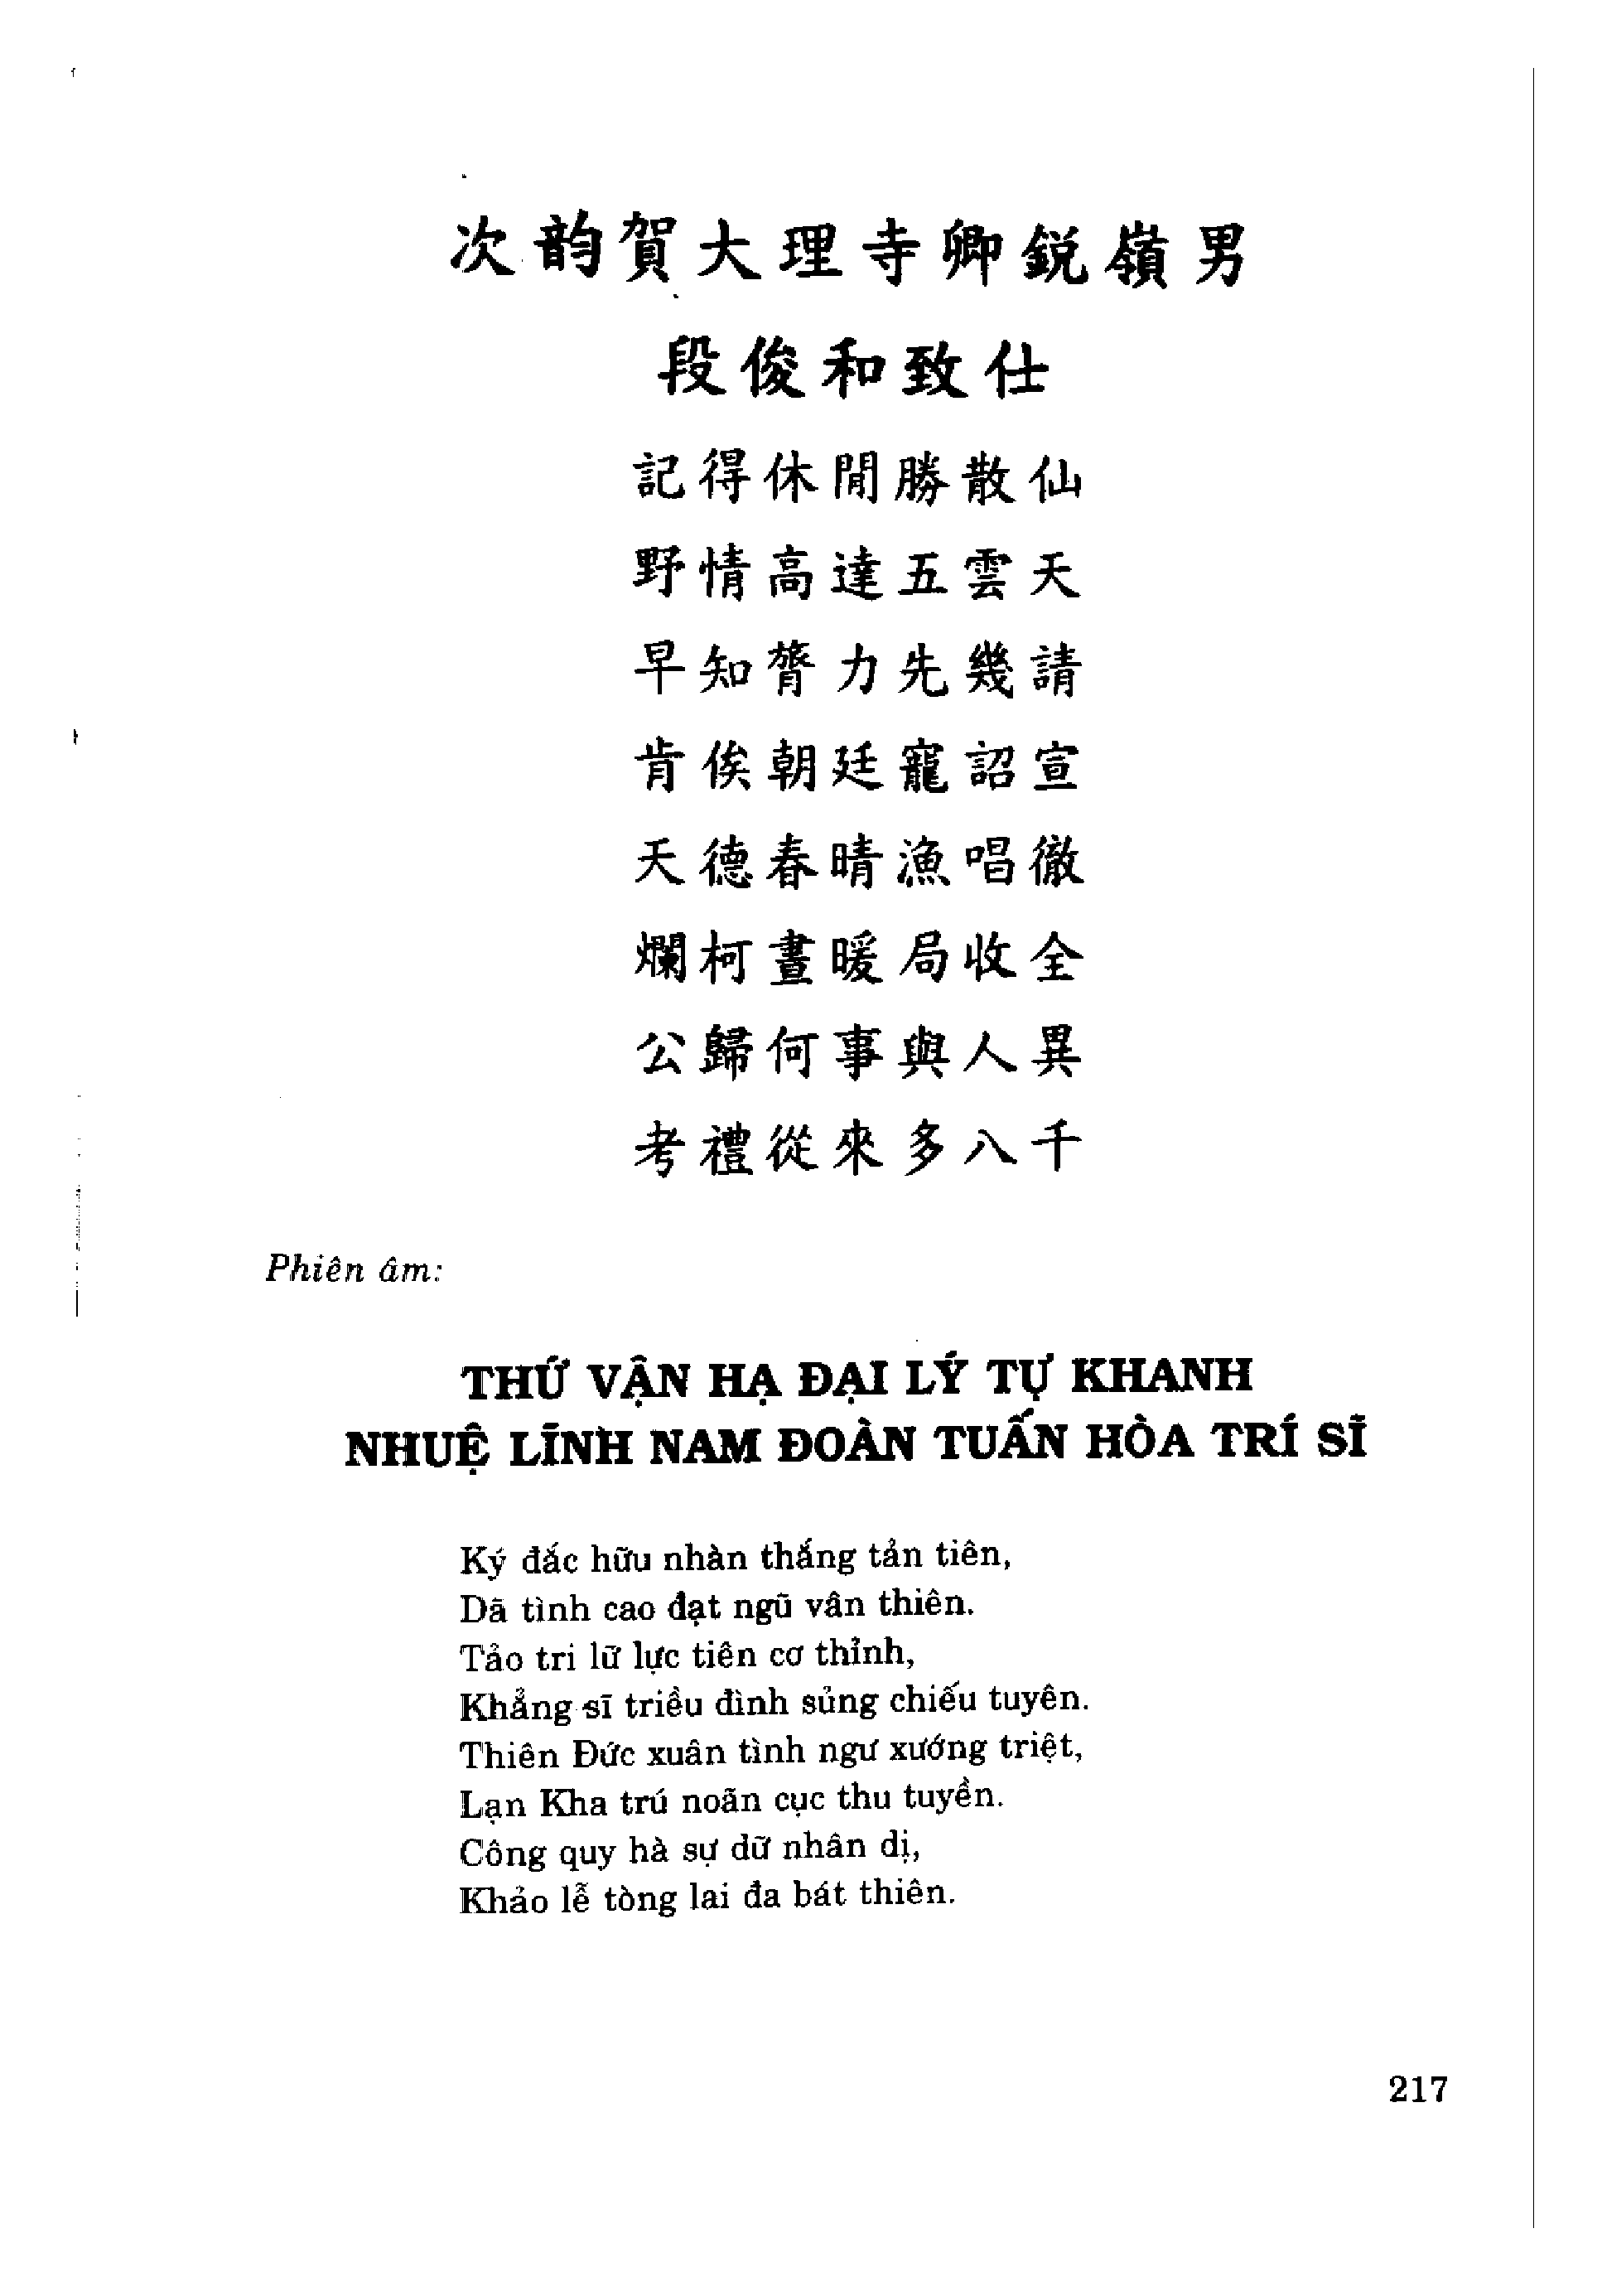 次韵賀大理寺卿銳嶺男
段俊和致仕
記得休閒勝散仙
野情高達五雲天
早知膂力先幾請
肯俟朝廷寵詔宣
天德春晴漁唱徹
爛柯晝暖局收全
公歸何事與人異
考禮從來多八千
Phiên âm:
THỨ VẬN HẠ ĐẠI LÝ TỰ KHANH
NHUỆ LĨNH NAM ĐOÀN TUẤN HÒA TRÍ SĨ
Ký đắc hữu nhàn thắng tản tiên,
Dã tình cao đạt ngũ vân thiên.
Tảo tri lữ lực tiên cơ thỉnh,
Khẳng sĩ triều đình sủng chiếu tuyên.
Thiên Đức xuân tình ngư xướng triệt,
Lạn Kha trú noãn cục thu tuyền.
Công quy hà sự dữ nhân dị,
Khảo lễ tòng lai đa bát thiên.
217